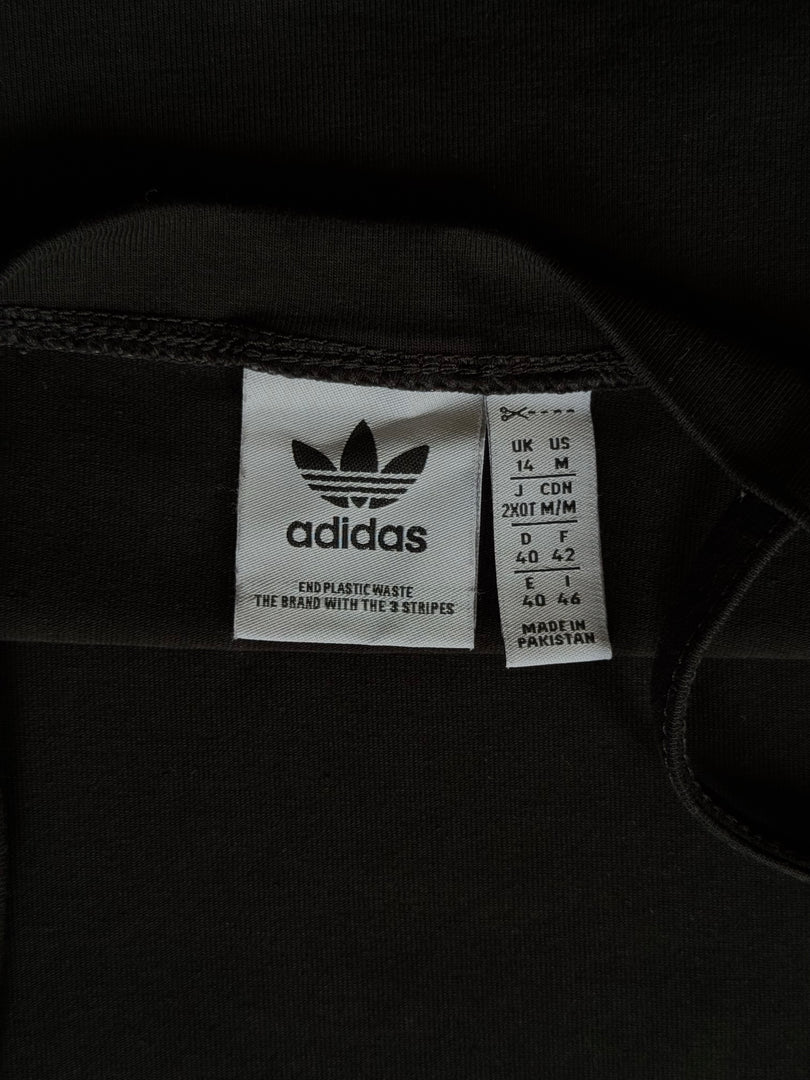 adidas
END PLASTIC WASTE
THE BRAND WITH THE 3 STRIPES
UK US
14 M
J CDN
2XOT M/M
D F
40 42
E I
40 46
MADE IN
PAKISTAN